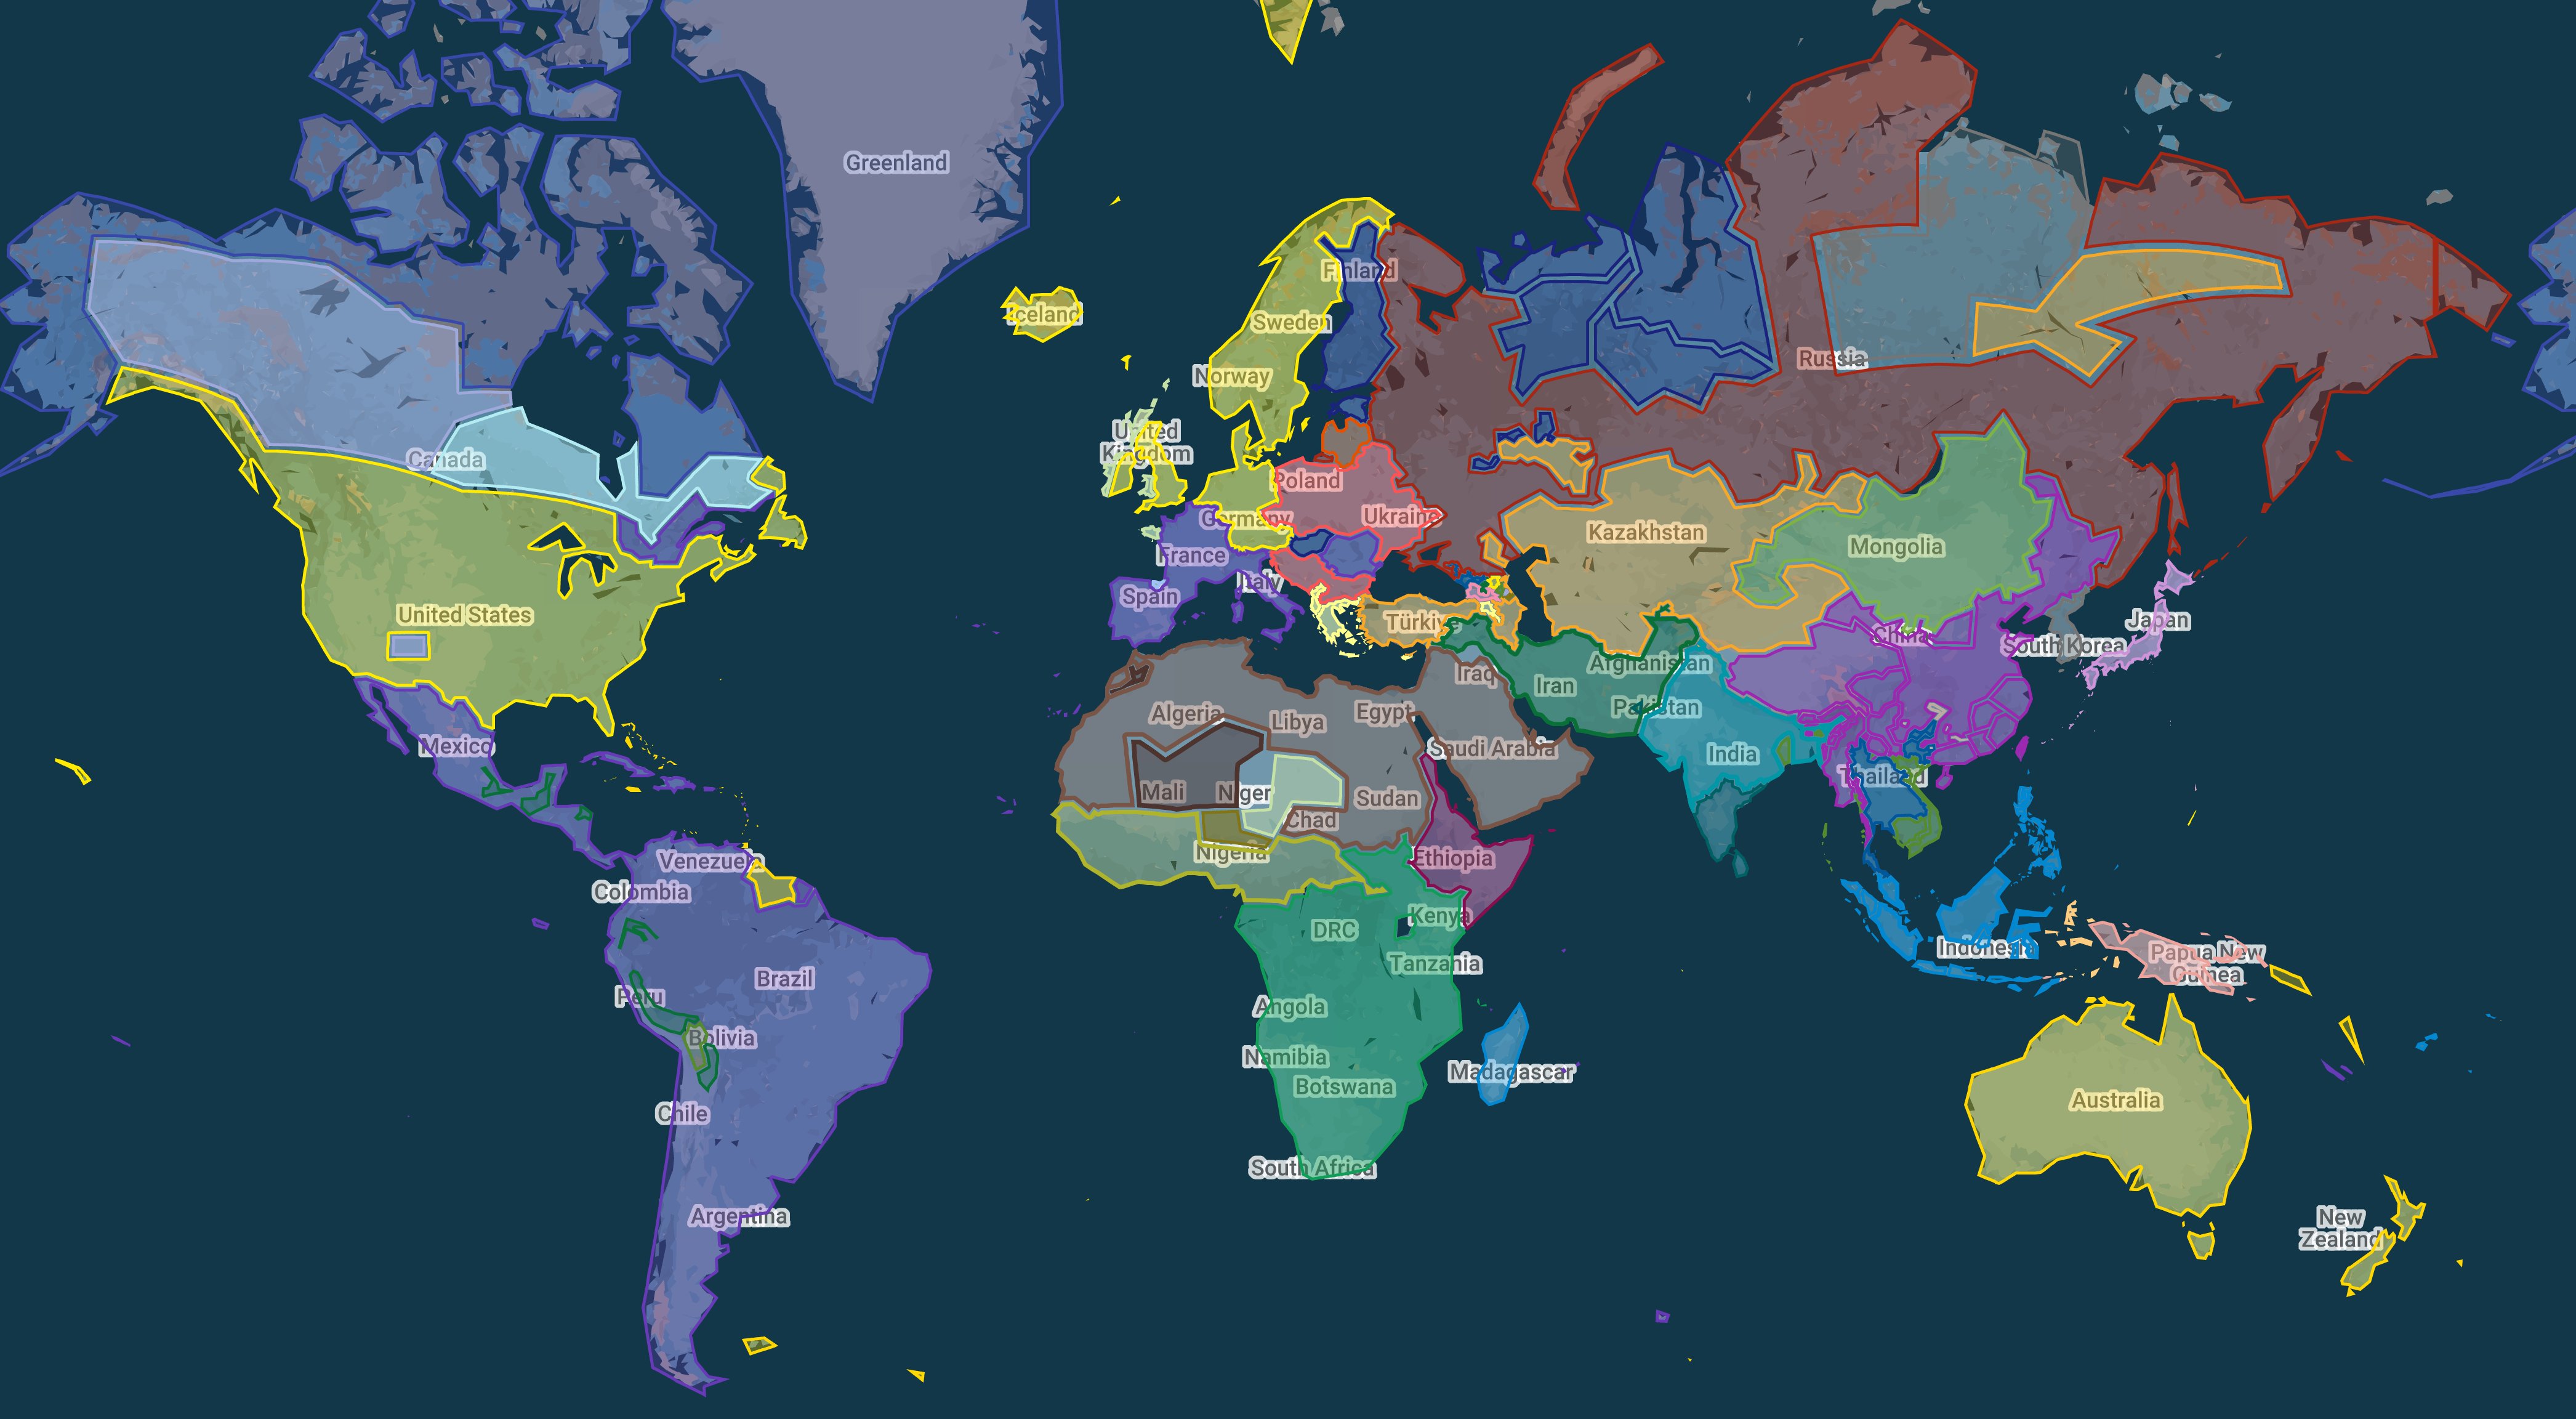 Greenland
Finland
Iceland
Sweden
Russia
Norway
United
Kingdom
Canada
Poland
Germany
Ukraine
Kazakhstan
Mongolia
France
Italy
Spain
United States
Türkiye
China
Japan
South Korea
Afghanistan
Iraq
Iran
Pakistan
Algeria
Libya
Egypt
Mexico
Saudi Arabia
India
Thailand
Mali
Niger
Sudan
Chad
Nigeria
Ethiopia
Venezuela
Colombia
Kenya
DRC
Indonesia
Papua New
Guinea
Tanzania
Brazil
Peru
Angola
Bolivia
Namibia
Madagascar
Botswana
Australia
Chile
South Africa
Argentina
New
Zealand